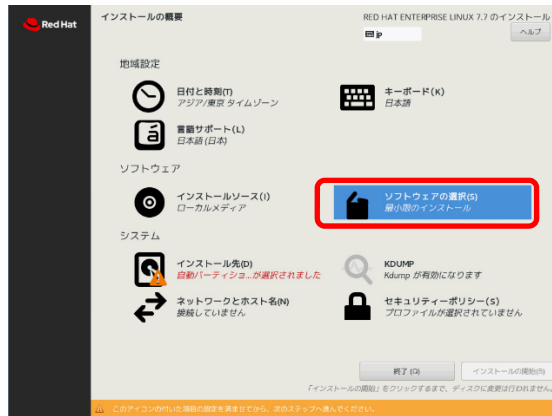 Red Hat
インストールの概要
RED HAT ENTERPRISE LINUX 7.7 のインストール
jp
ヘルプ
地域設定
日付と時刻(T)
アジア/東京 タイムゾーン
キーボード(K)
日本語
言語サポート(L)
日本語 (日本)
ソフトウェア
インストールソース(I)
ローカルメディア
ソフトウェアの選択(S)
最小限のインストール
システム
インストール先(D)
自動パーティショ...が選択されました
KDUMP
Kdump が有効になります
ネットワークとホスト名(N)
接続していません
セキュリティーポリシー(S)
プロファイルが選択されていません
終了 (Q)
インストールの開始(B)
「インストールの開始」をクリックするまで、ディスクに変更は行われません。
このアイコンの付いた項目の設定を済ませてから、次のステップへ進んでください。